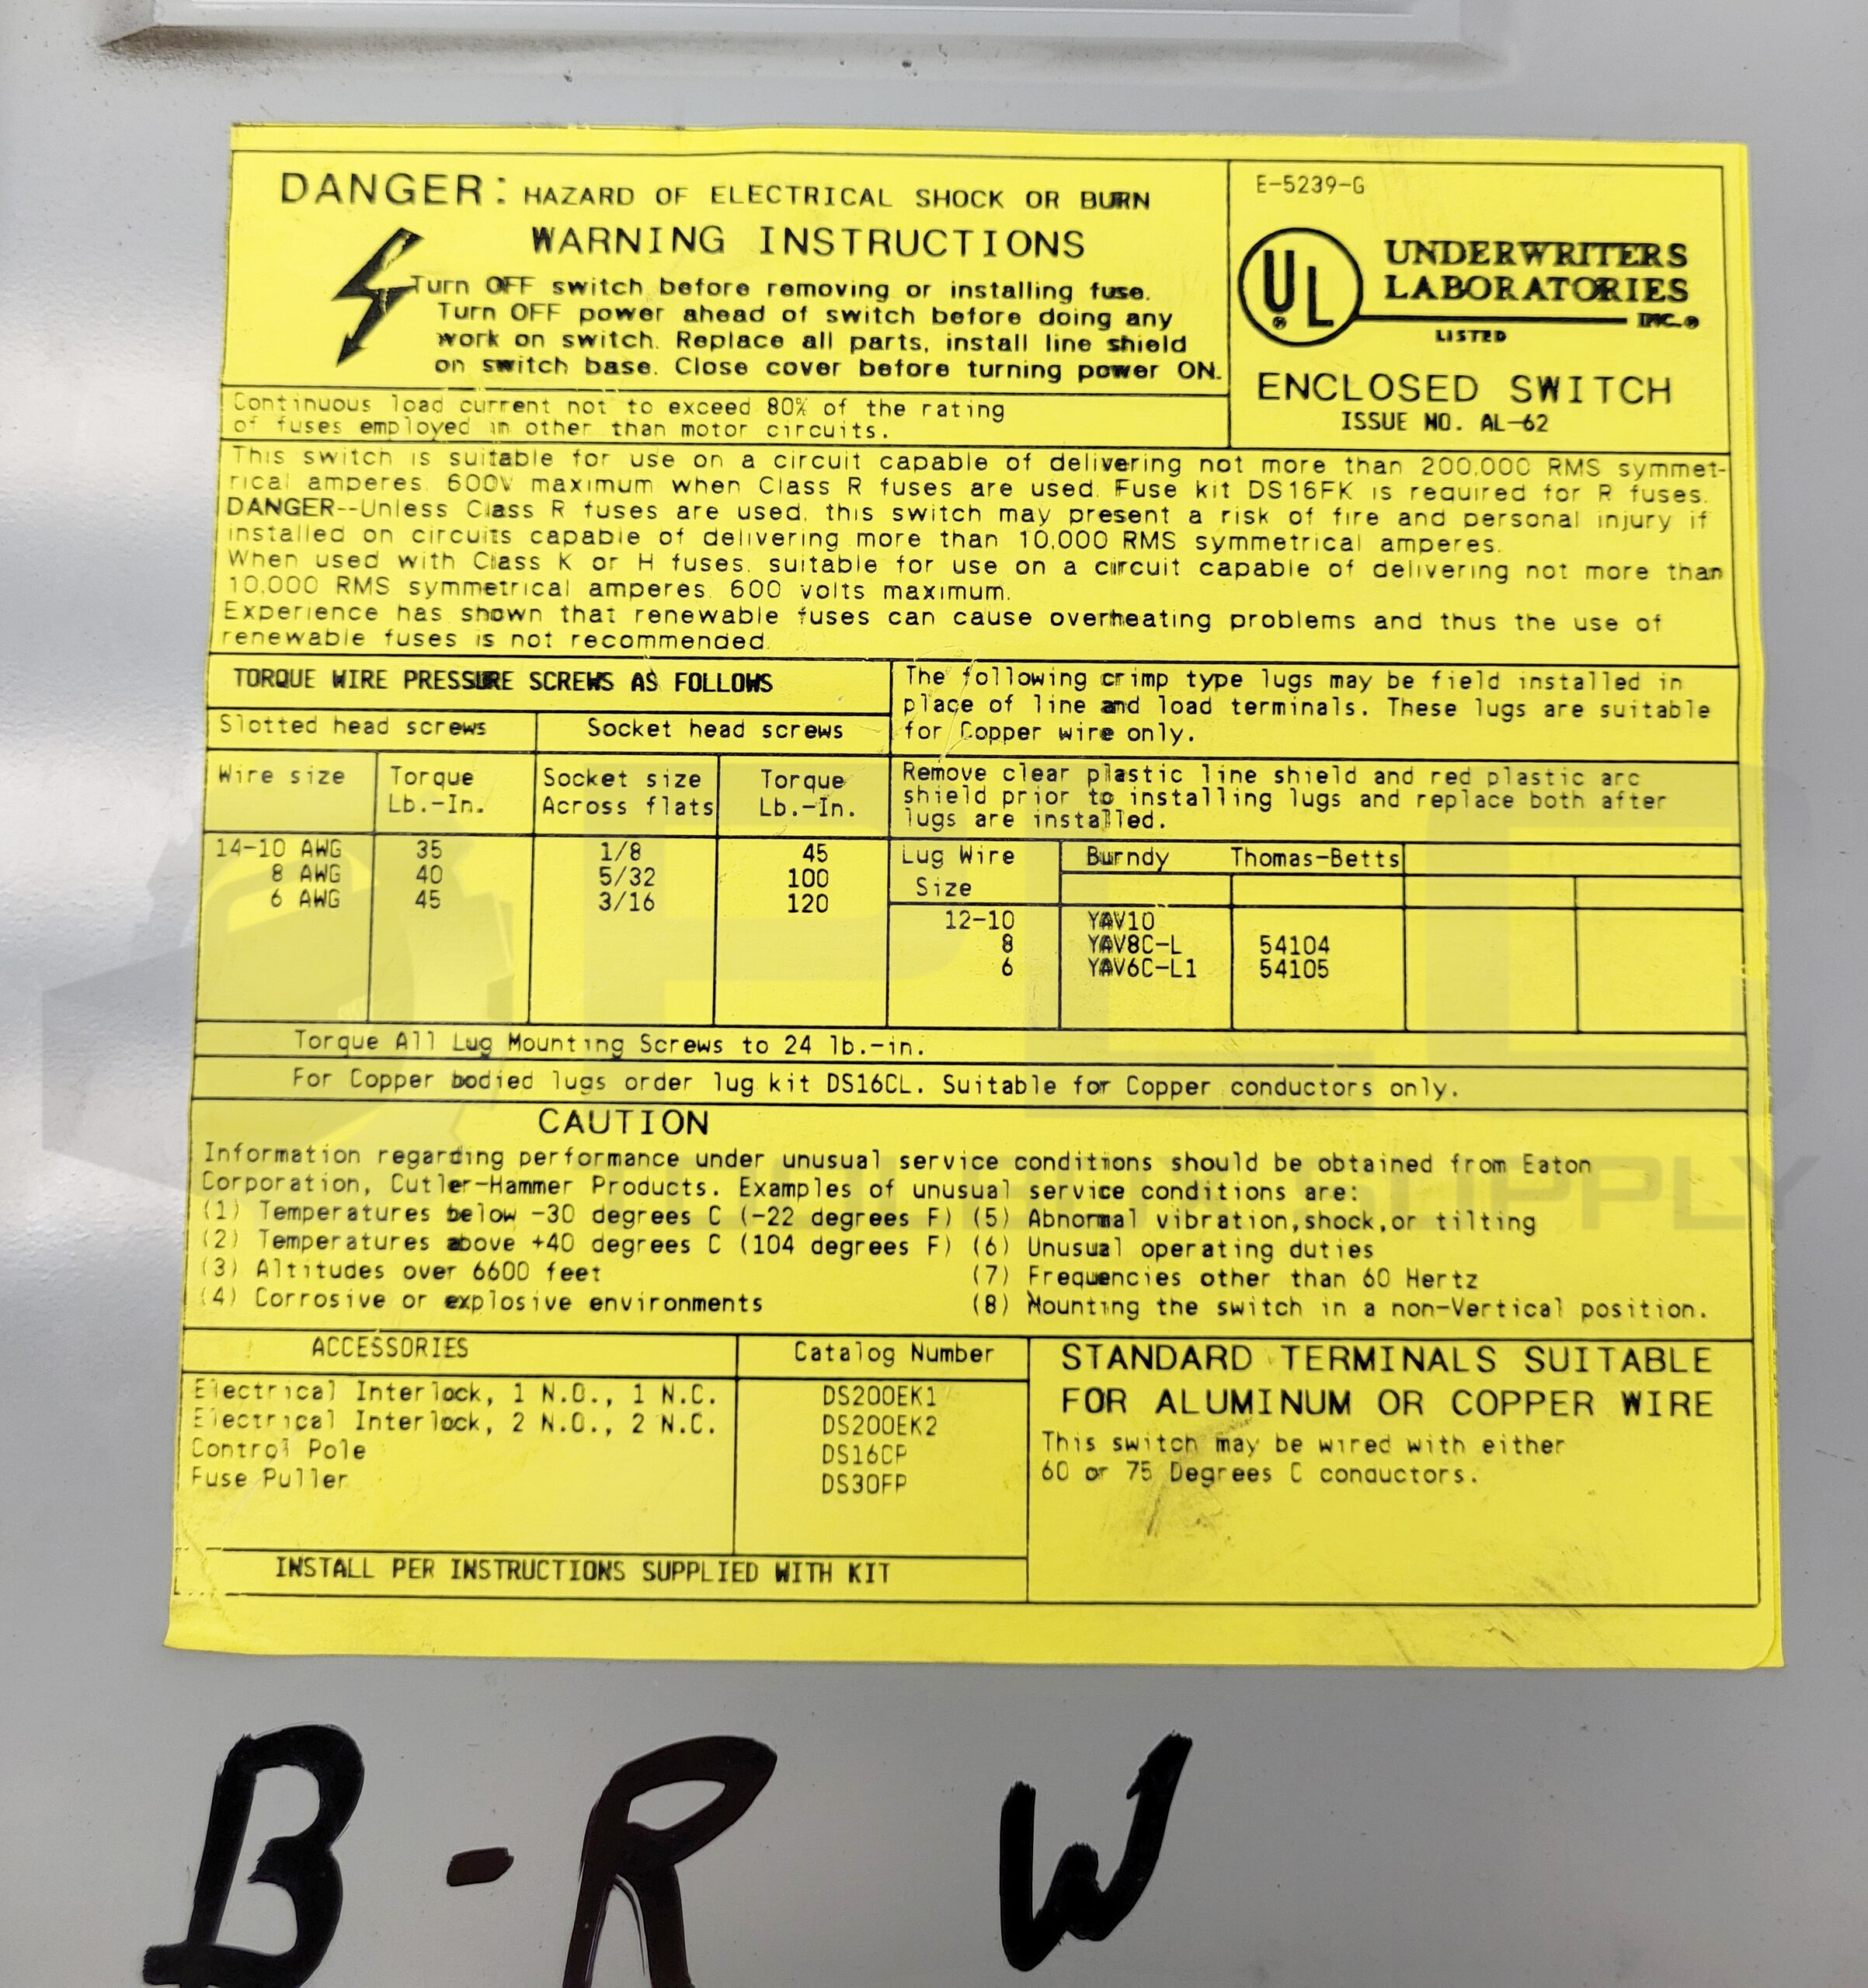 DANGER: HAZARD OF ELECTRICAL SHOCK OR BURN
WARNING INSTRUCTIONS
Turn OFF switch before removing or installing fuse.
Turn OFF power ahead of switch before doing any
work on switch. Replace all parts, install line shield
on switch base. Close cover before turning power ON.
E-5239-G
UL
®
UNDERWRITERS
LABORATORIES
INC.®
LISTED
ENCLOSED SWITCH
ISSUE NO. AL-62
Continuous load current not to exceed 80% of the rating
of fuses employed in other than motor circuits.
This switch is suitable for use on a circuit capable of delivering not more than 200,000 RMS symmet-
rical amperes. 600V maximum when Class R fuses are used. Fuse kit DS16FK is required for R fuses.
DANGER--Unless Class R fuses are used, this switch may present a risk of fire and personal injury if
installed on circuits capable of delivering more than 10,000 RMS symmetrical amperes.
When used with Class K or H fuses, suitable for use on a circuit capable of delivering not more than
10,000 RMS symmetrical amperes. 600 volts maximum.
Experience has shown that renewable fuses can cause overheating problems and thus the use of
renewable fuses is not recommended.
TORQUE WIRE PRESSURE SCREWS AS FOLLOWS
Slotted head screws Socket head screws
Wire size Torque Lb.-In. Socket size Across flats Torque Lb.-In.
14-10 AWG 35 1/8 45
8 AWG 40 5/32 100
6 AWG 45 3/16 120
The following crimp type lugs may be field installed in
place of line and load terminals. These lugs are suitable
for Copper wire only.
Remove clear plastic line shield and red plastic arc
shield prior to installing lugs and replace both after
lugs are installed.
Lug Wire Size Burndy Thomas-Betts
12-10 YAV10
8 YAV8C-L 54104
6 YAV6C-L1 54105
Torque All Lug Mounting Screws to 24 lb.-in.
For Copper bodied lugs order lug kit DS16CL. Suitable for Copper conductors only.
CAUTION
Information regarding performance under unusual service conditions should be obtained from Eaton
Corporation, Cutler-Hammer Products. Examples of unusual service conditions are:
(1) Temperatures below -30 degrees C (-22 degrees F) (5) Abnormal vibration,shock,or tilting
(2) Temperatures above +40 degrees C (104 degrees F) (6) Unusual operating duties
(3) Altitudes over 6600 feet (7) Frequencies other than 60 Hertz
(4) Corrosive or explosive environments (8) Mounting the switch in a non-Vertical position.
ACCESSORIES Catalog Number
Electrical Interlock, 1 N.O., 1 N.C. DS200EK1
Electrical Interlock, 2 N.O., 2 N.C. DS200EK2
Control Pole DS16CP
Fuse Puller DS30FP
INSTALL PER INSTRUCTIONS SUPPLIED WITH KIT
STANDARD TERMINALS SUITABLE
FOR ALUMINUM OR COPPER WIRE
This switch may be wired with either
60 or 75 Degrees C conductors.
B-R W
PLC
SUPPLY